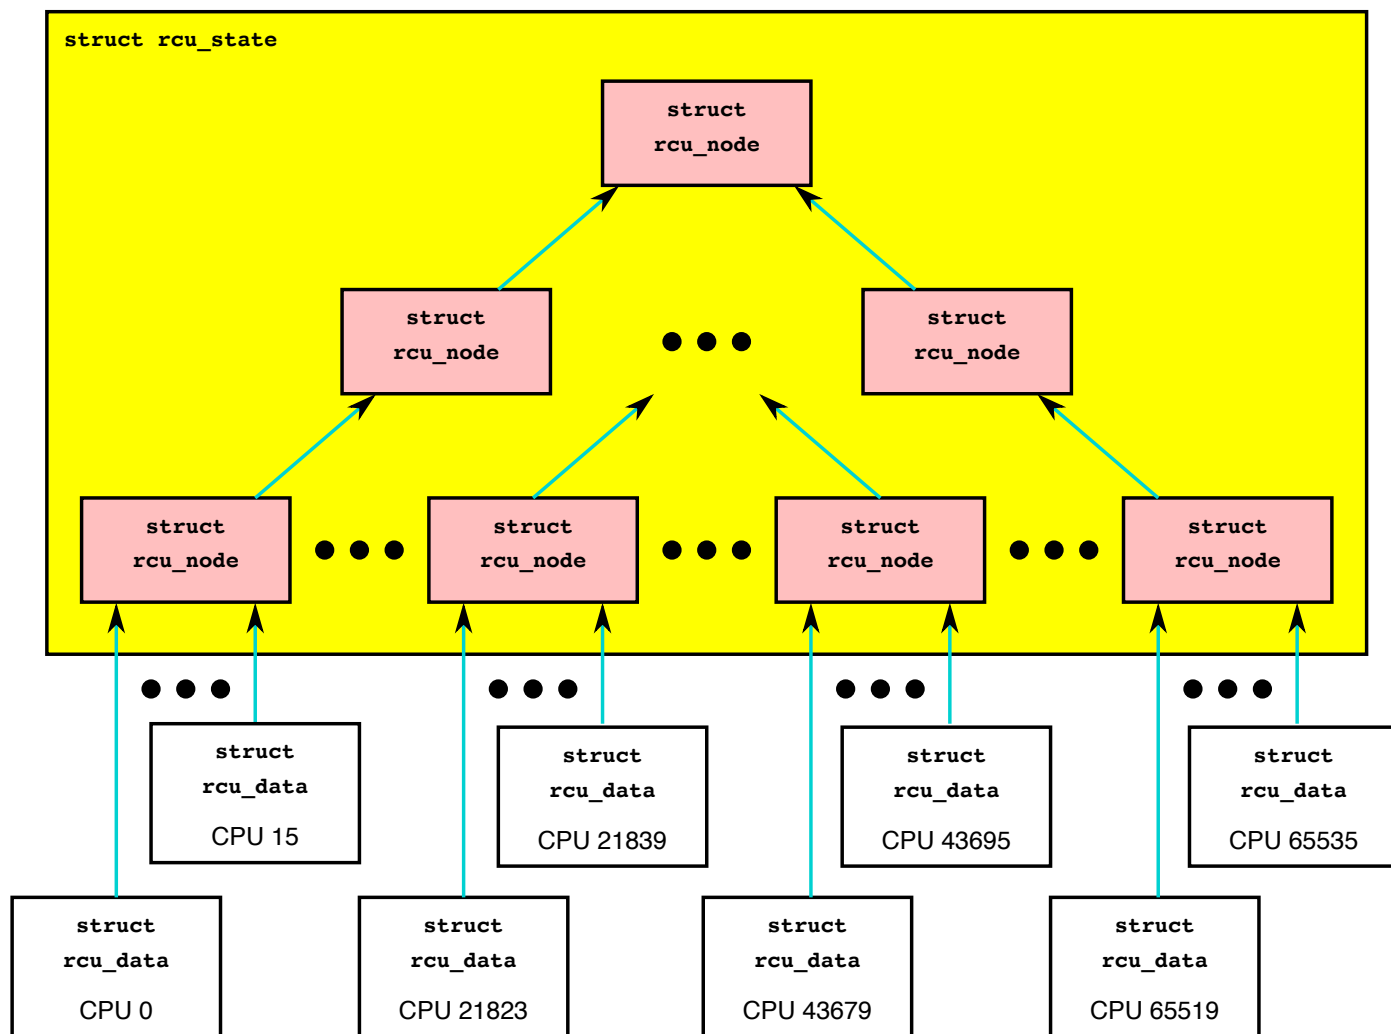 struct rcu_state
struct
rcu_node
struct
rcu_node
struct
rcu_node
struct
rcu_node
struct
rcu_node
struct
rcu_node
struct
rcu_node
struct
rcu_data
CPU 15
struct
rcu_data
CPU 21839
struct
rcu_data
CPU 43695
struct
rcu_data
CPU 65535
struct
rcu_data
CPU 0
struct
rcu_data
CPU 21823
struct
rcu_data
CPU 43679
struct
rcu_data
CPU 65519